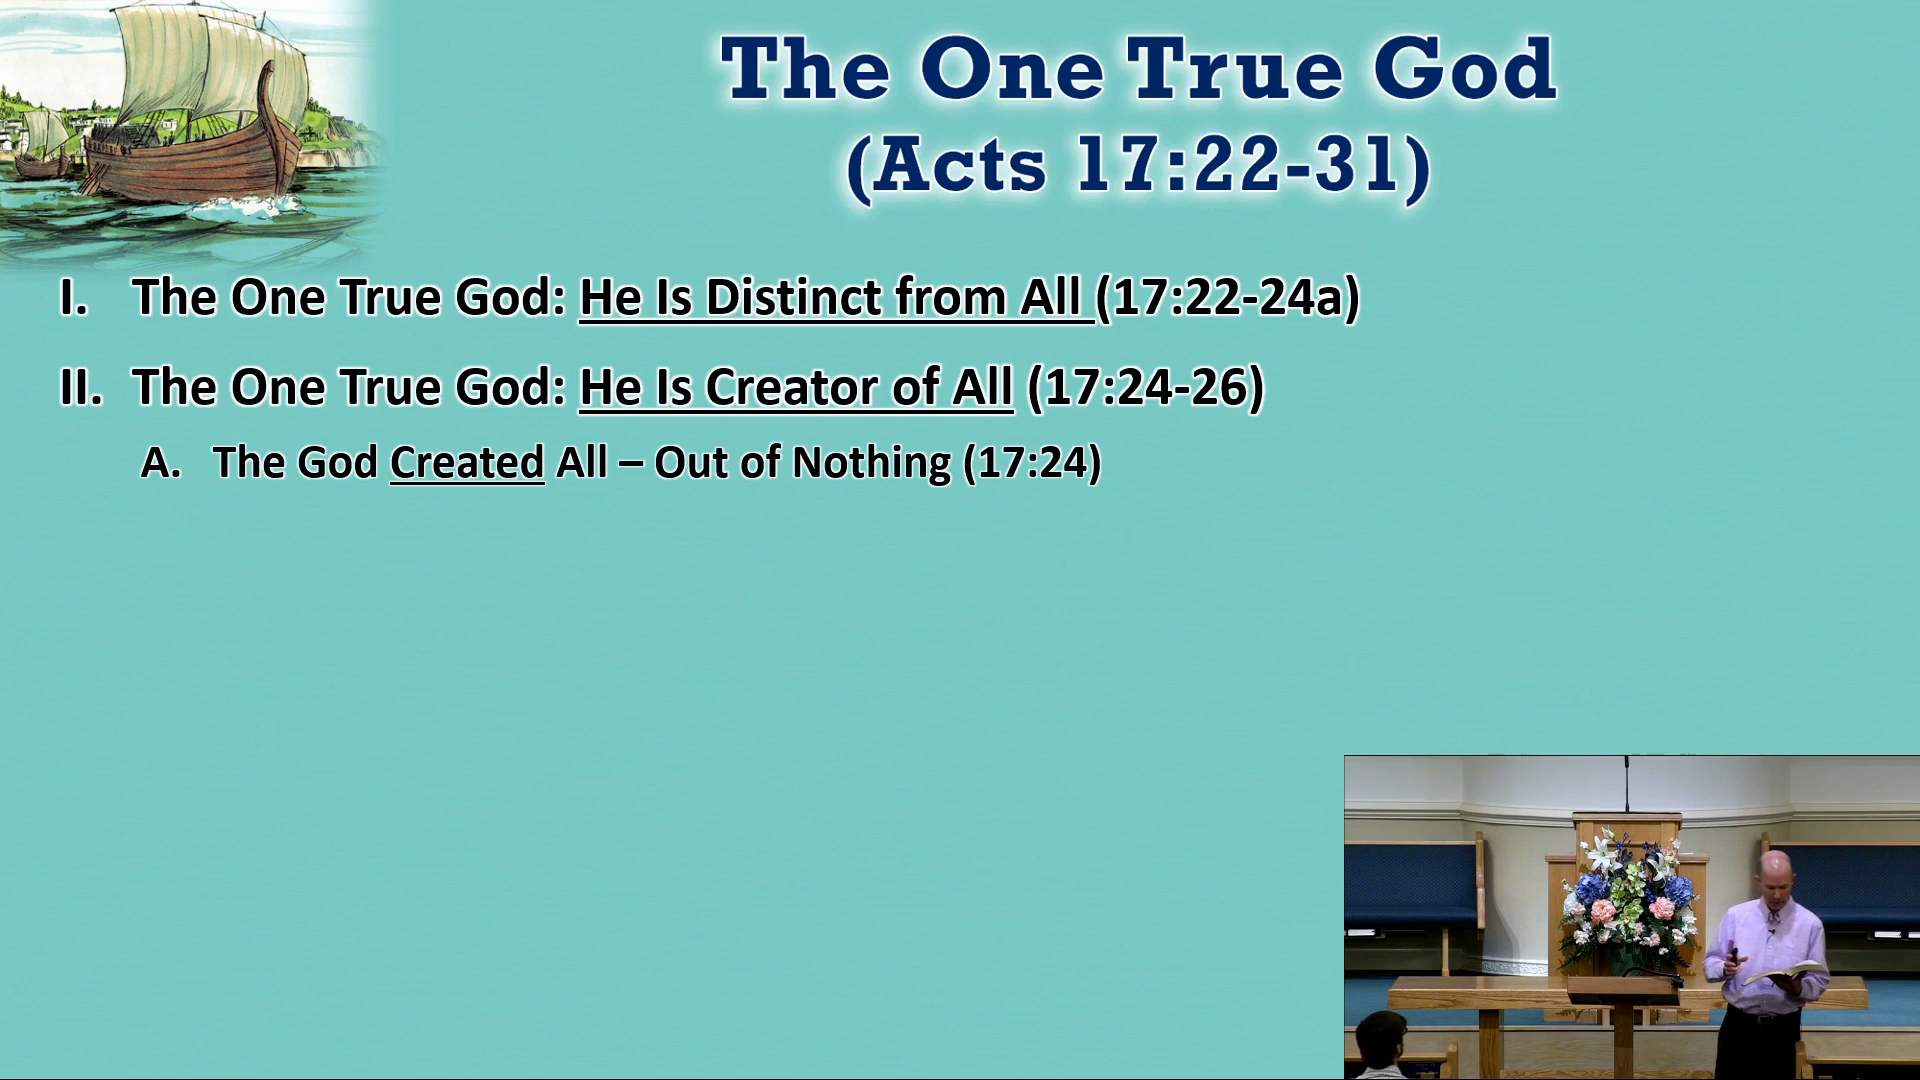 The One True God
(Acts 17:22-31)
I. The One True God: He Is Distinct from All (17:22-24a)
II. The One True God: He Is Creator of All (17:24-26)
A. The God Created All – Out of Nothing (17:24)